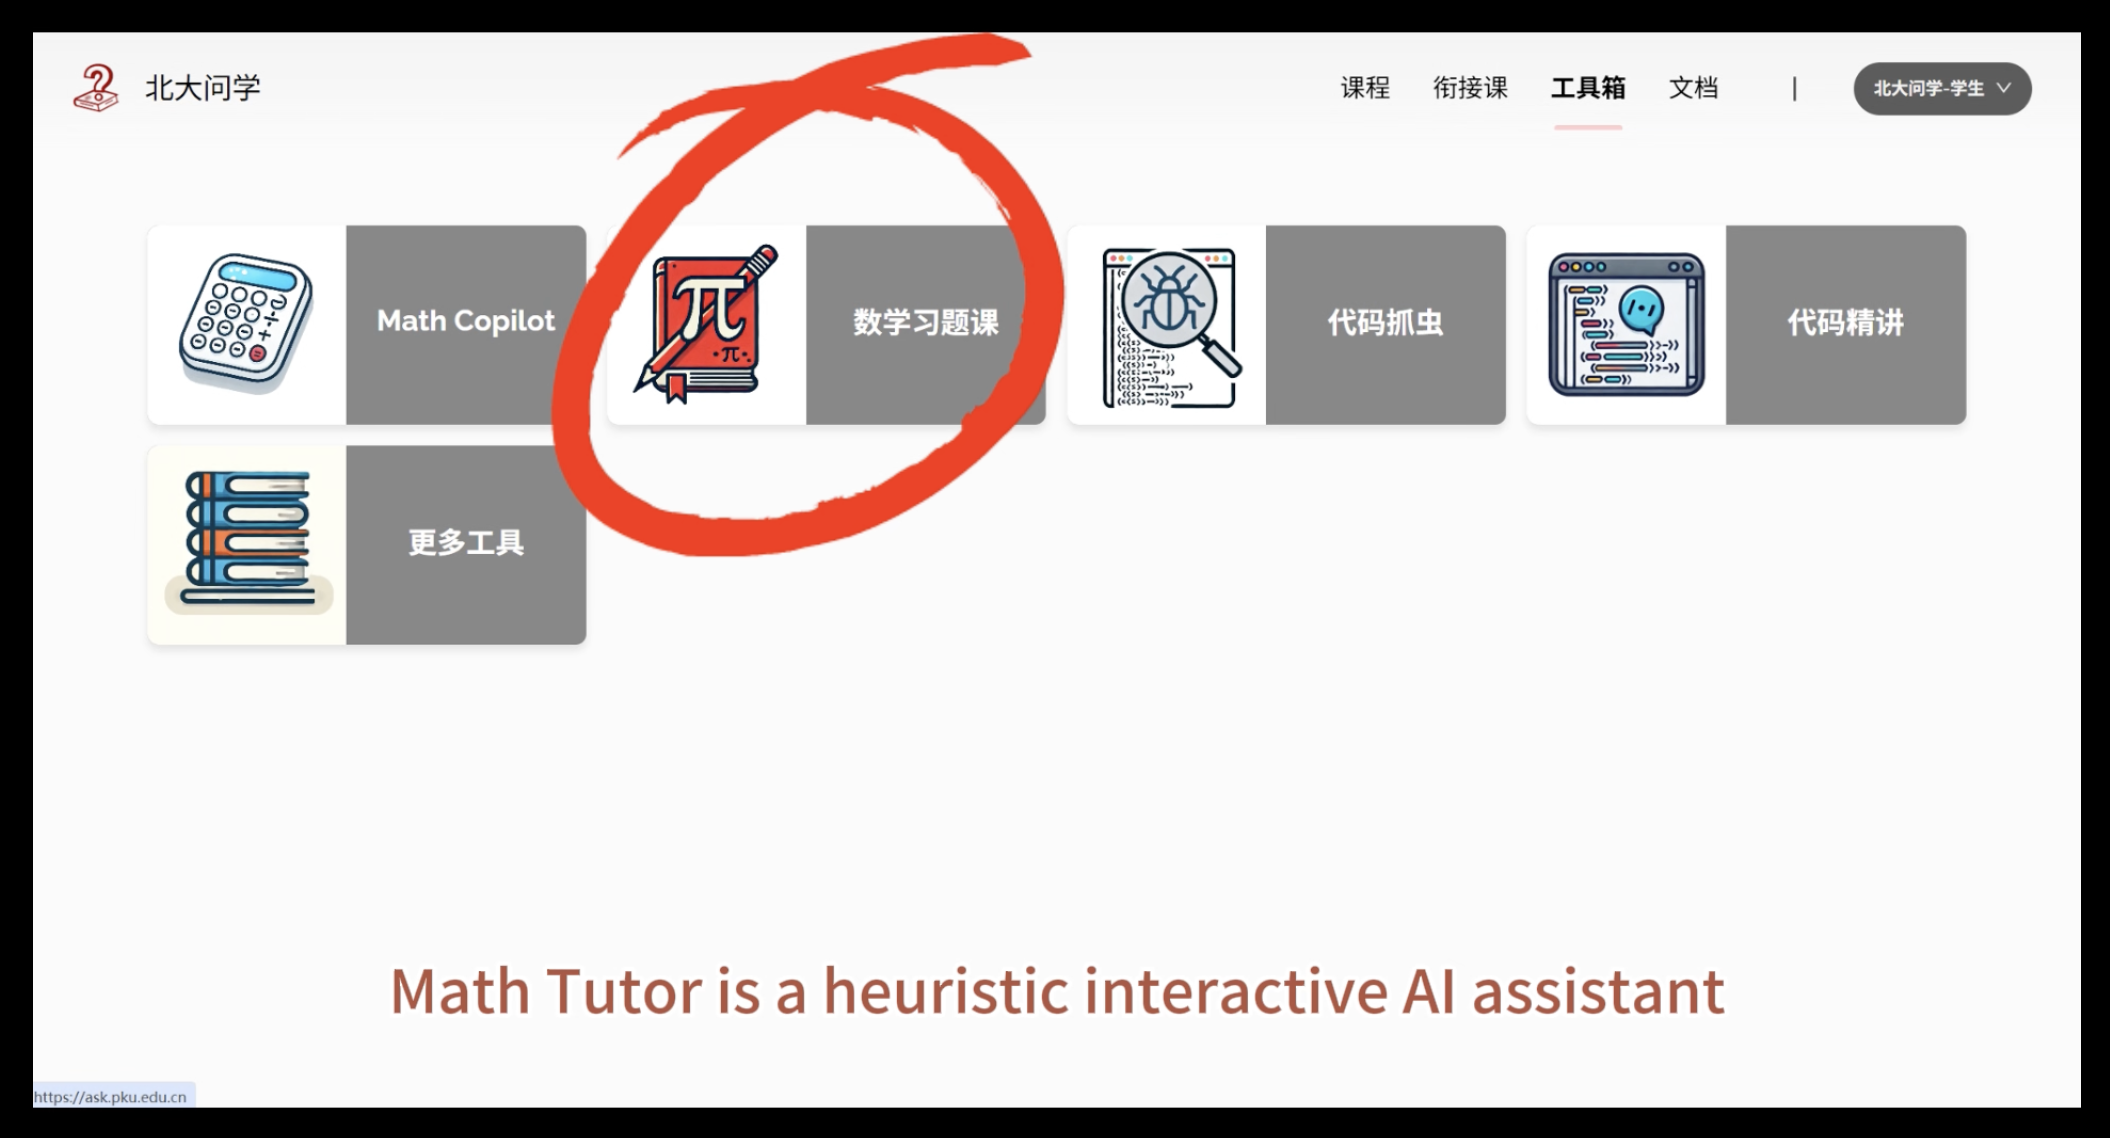 北大问学
课程 衔接课 工具箱 文档 | 北大问学-学生
Math Copilot
数学习题课
代码抓虫
代码精讲
更多工具
Math Tutor is a heuristic interactive AI assistant
https://ask.pku.edu.cn